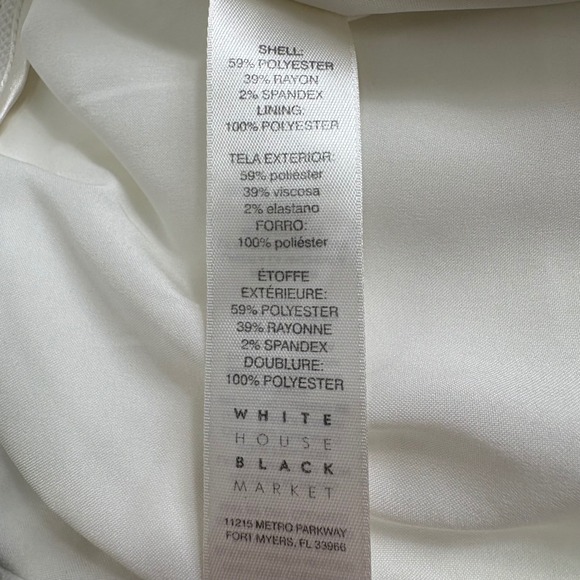 SHELL:
59% POLYESTER
39% RAYON
2% SPANDEX
LINING:
100% POLYESTER
TELA EXTERIOR:
59% poliéster
39% viscosa
2% elastano
FORRO:
100% poliéster
ÉTOFFE
EXTÉRIEURE:
59% POLYESTER
39% RAYONNE
2% SPANDEX
DOUBLURE:
100% POLYESTER
WHITE
HOUSE
BLACK
MARKET
11215 METRO PARKWAY
FORT MYERS, FL 33966